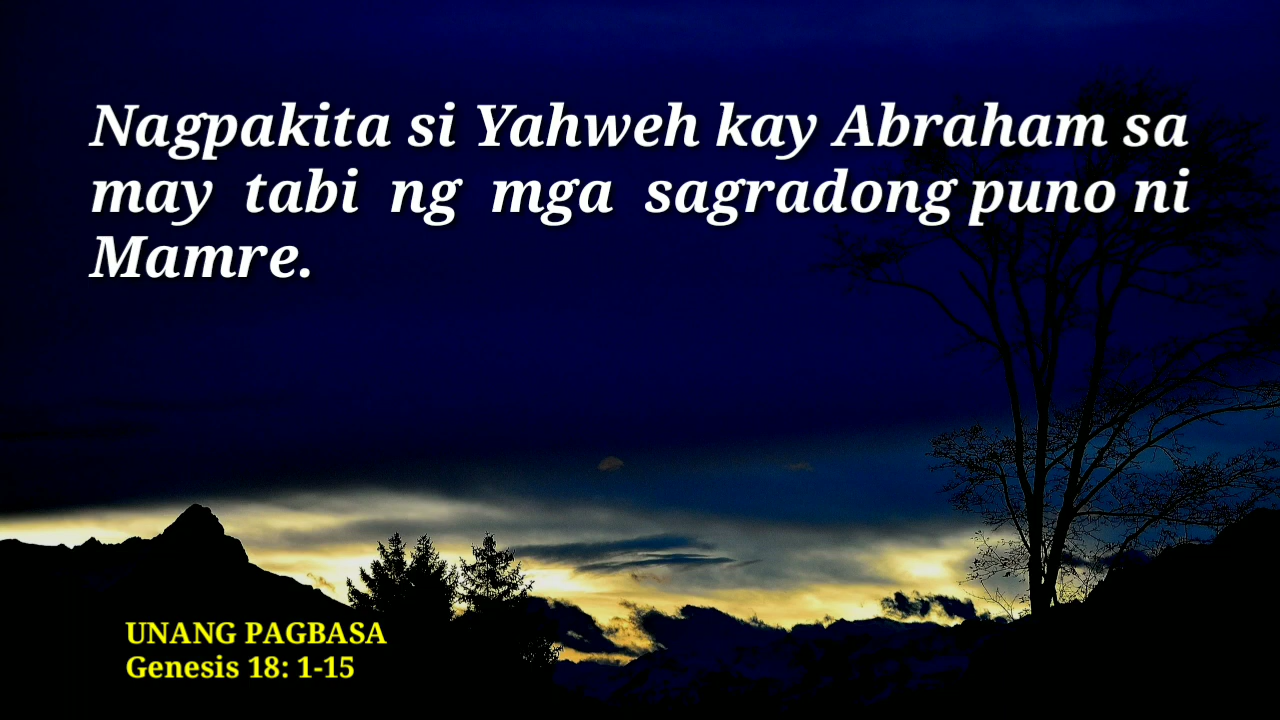 Nagpakita si Yahweh kay Abraham sa
may tabi ng mga sagradong puno ni
Mamre.
UNANG PAGBASA
Genesis 18: 1-15